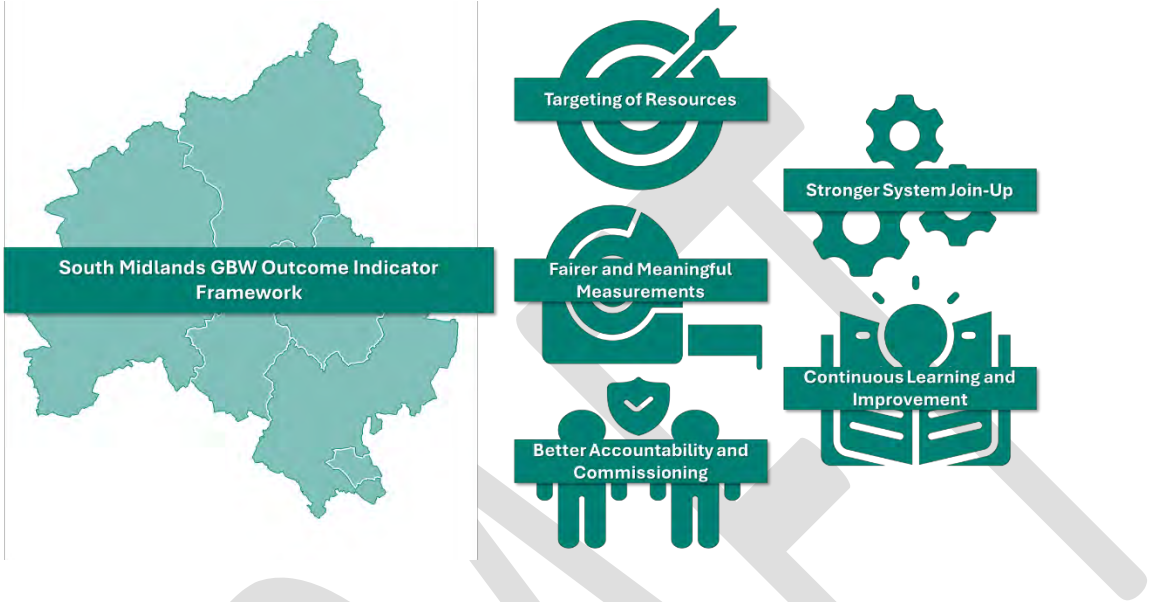 South Midlands GBW Outcome Indicator
Framework
Targeting of Resources
Stronger System Join-Up
Fairer and Meaningful
Measurements
Continuous Learning and
Improvement
Better Accountability and
Commissioning